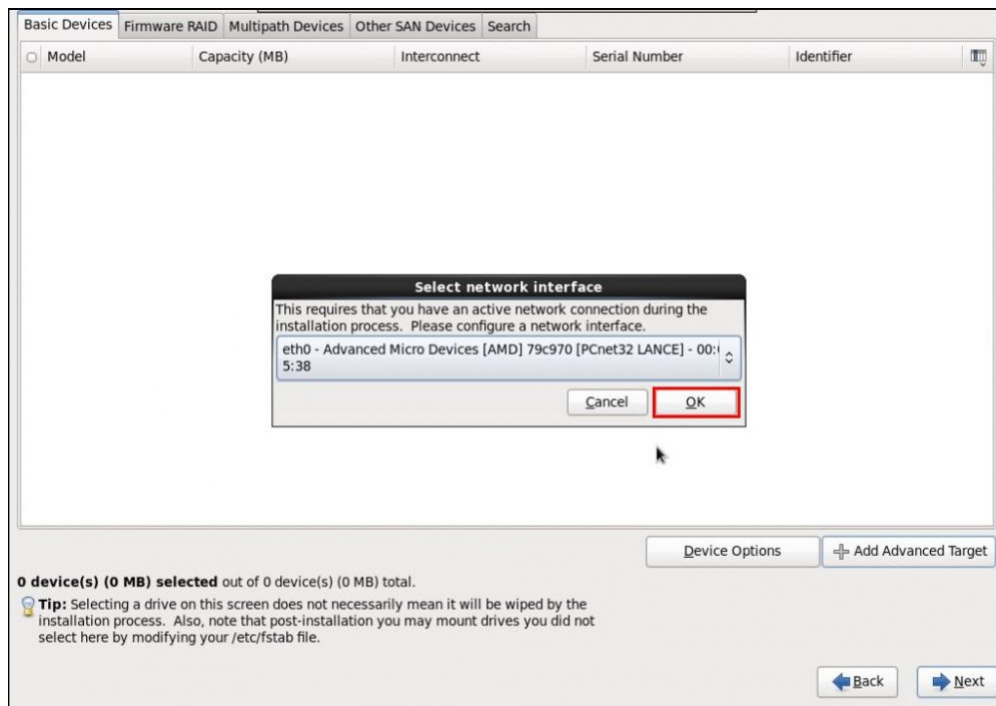 Basic Devices Firmware RAID Multipath Devices Other SAN Devices Search
Model Capacity (MB) Interconnect Serial Number Identifier
Select network interface
This requires that you have an active network connection during the
installation process. Please configure a network interface.
eth0 - Advanced Micro Devices [AMD] 79c970 [PCnet32 LANCE] - 00:
5:38
Cancel OK
Device Options Add Advanced Target
0 device(s) (0 MB) selected out of 0 device(s) (0 MB) total.
Tip: Selecting a drive on this screen does not necessarily mean it will be wiped by the
installation process. Also, note that post-installation you may mount drives you did not
select here by modifying your /etc/fstab file.
Back Next